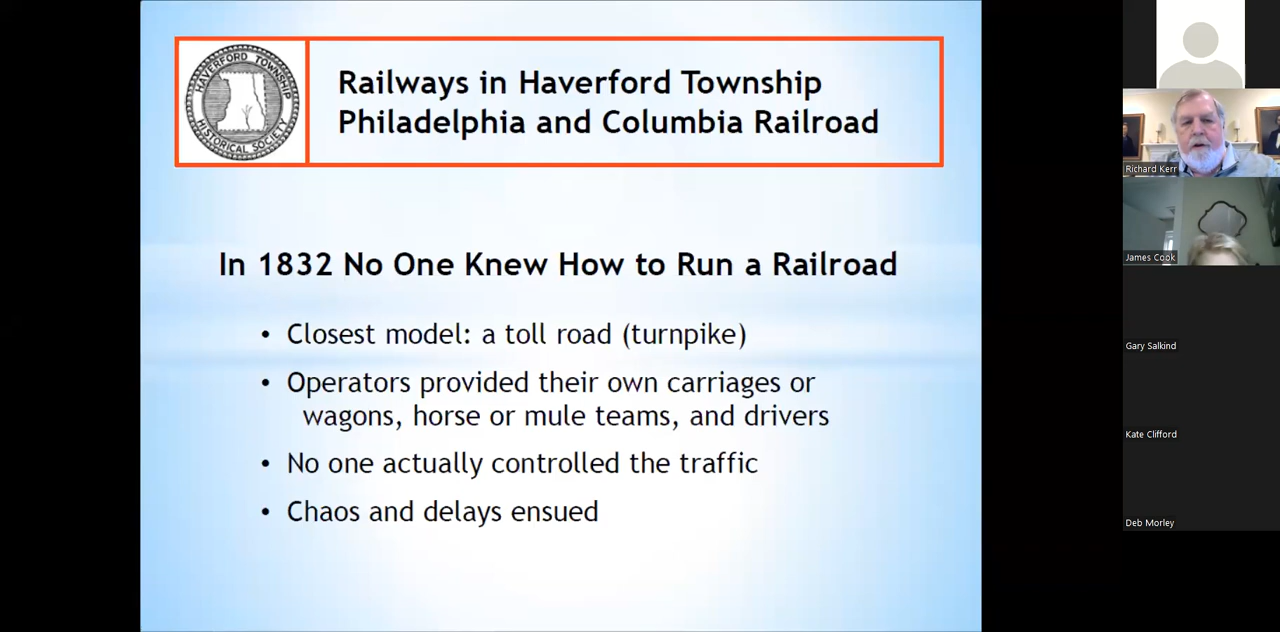 HAVERFORD TOWNSHIP
HISTORICAL SOCIETY
Railways in Haverford Township
Philadelphia and Columbia Railroad
In 1832 No One Knew How to Run a Railroad
• Closest model: a toll road (turnpike)
• Operators provided their own carriages or
wagons, horse or mule teams, and drivers
• No one actually controlled the traffic
• Chaos and delays ensued
Richard Kerr
James Cook
Gary Salkind
Kate Clifford
Deb Morley